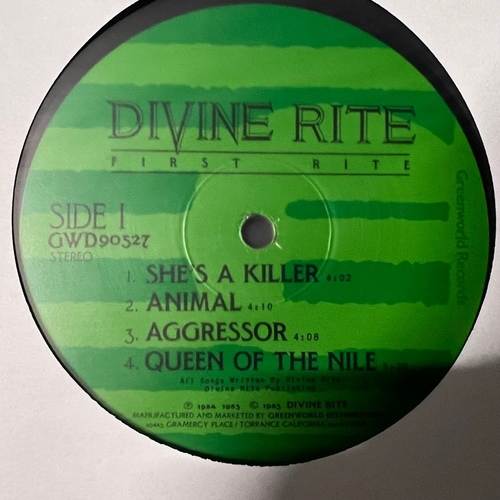 DIVINE RITE
FIRST RITE
SIDE I
GWD90527
STEREO
Greenworld Records
1. SHE'S A KILLER 4:02
2. ANIMAL 4:10
3. AGGRESSOR 4:08
4. QUEEN OF THE NILE
All Songs Written By Divine Rite
Divine Rite Publishing
℗ 1984 1985 © 1985 DIVINE RITE
MANUFACTURED AND MARKETED BY GREENWORLD
GRAMERCY PLACE/TORRANCE CALIFORNIA